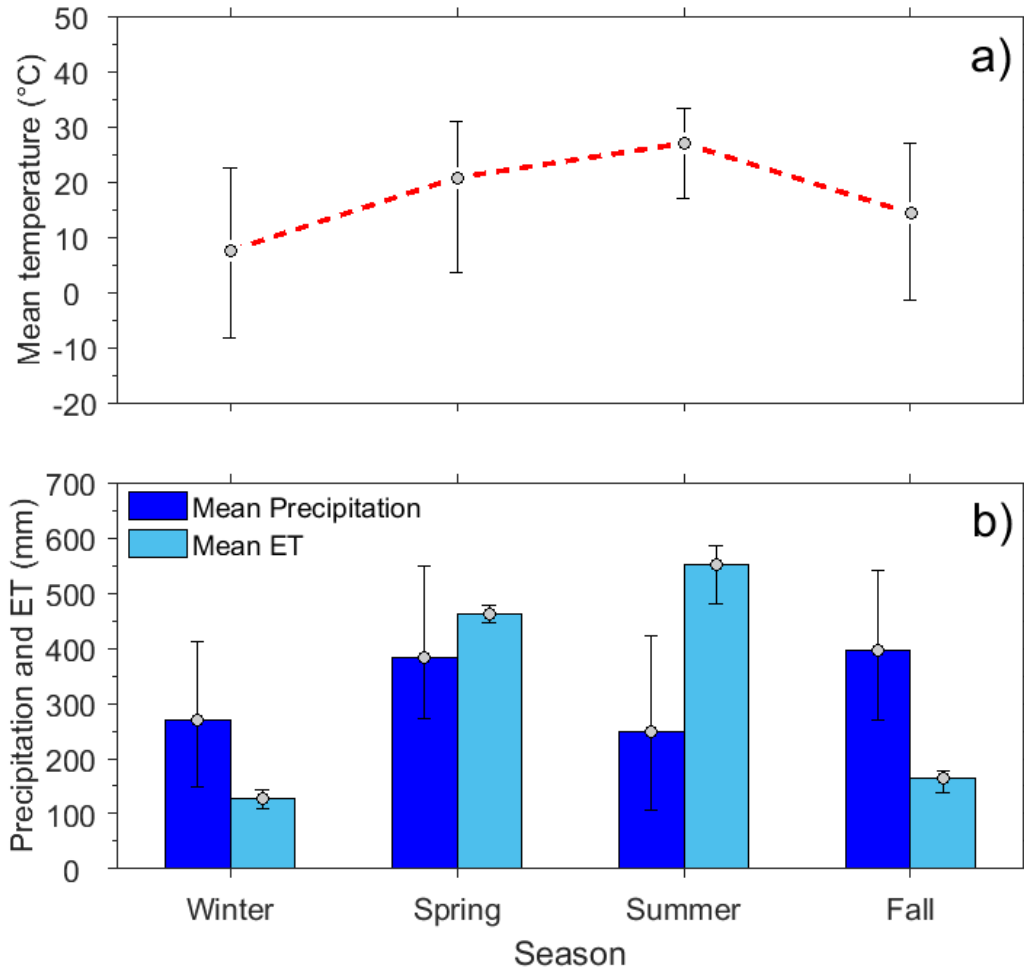 a)
Mean temperature (°C)
50
40
30
20
10
0
-10
-20
b)
Precipitation and ET (mm)
700
600
500
400
300
200
100
0
Mean Precipitation
Mean ET
Winter Spring Summer Fall
Season